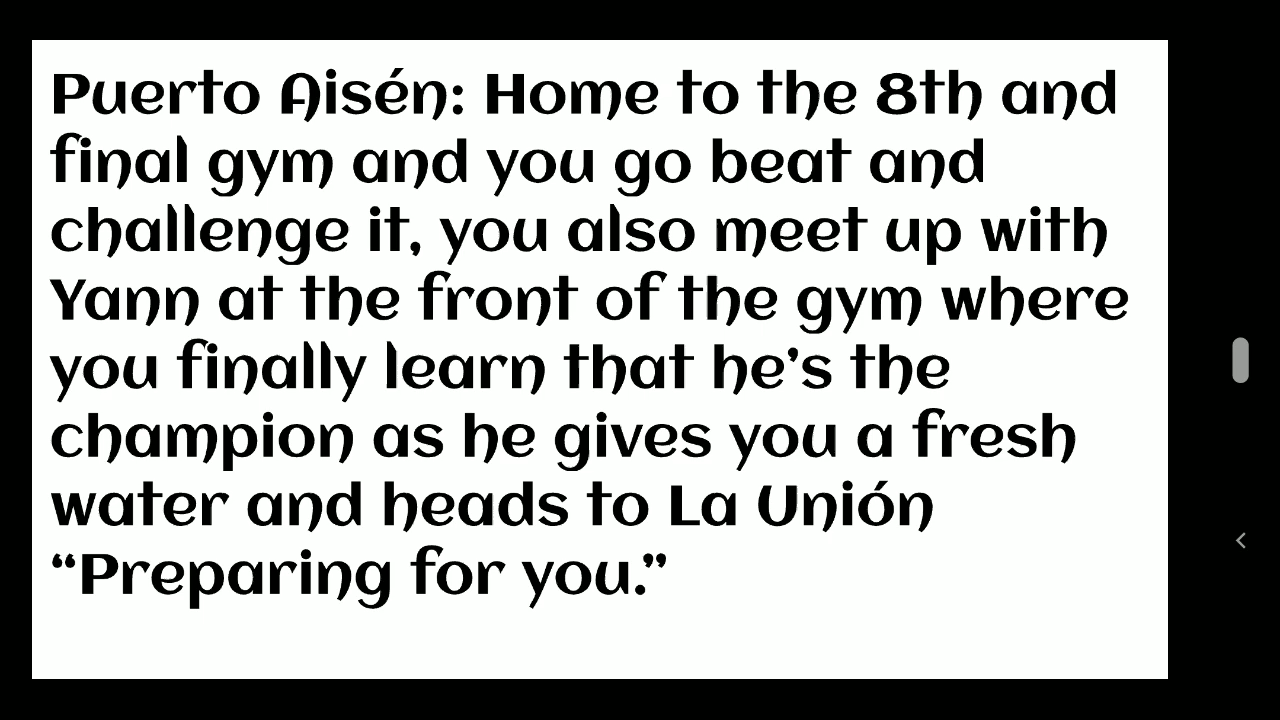 Puerto Aisén: Home to the 8th and
final gym and you go beat and
challenge it, you also meet up with
Yann at the front of the gym where
you finally learn that he’s the
champion as he gives you a fresh
water and heads to La Unión
“Preparing for you.”